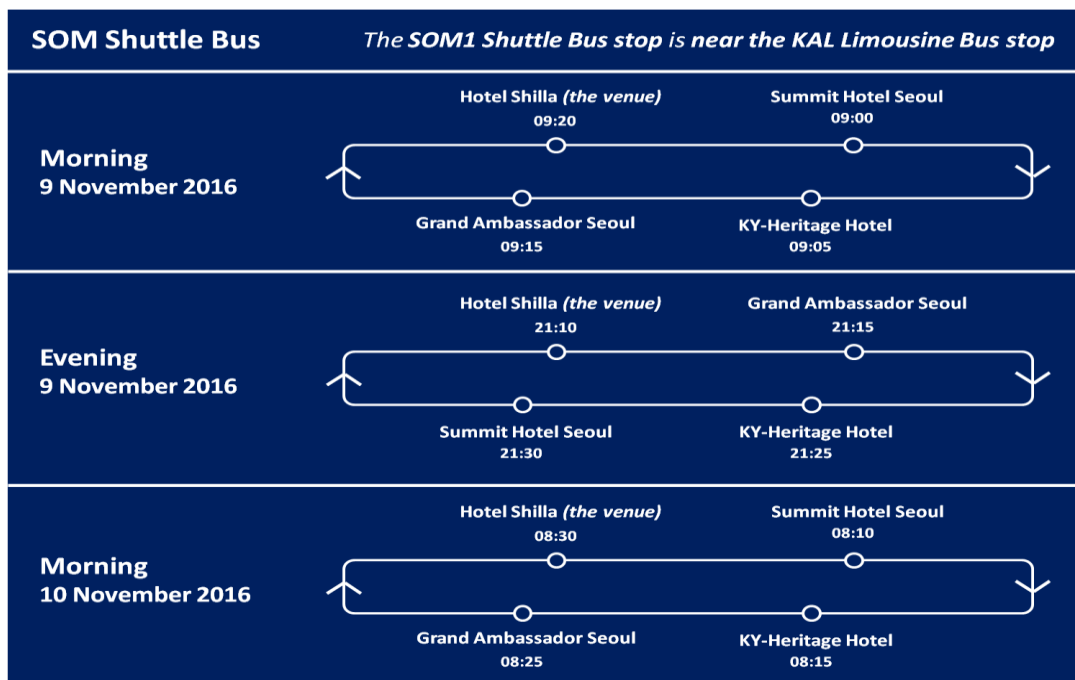 SOM Shuttle Bus
The SOM1 Shuttle Bus stop is near the KAL Limousine Bus stop
Morning
9 November 2016
Hotel Shilla (the venue)
09:20
Summit Hotel Seoul
09:00
Grand Ambassador Seoul
09:15
KY-Heritage Hotel
09:05
Evening
9 November 2016
Hotel Shilla (the venue)
21:10
Grand Ambassador Seoul
21:15
Summit Hotel Seoul
21:30
KY-Heritage Hotel
21:25
Morning
10 November 2016
Hotel Shilla (the venue)
08:30
Summit Hotel Seoul
08:10
Grand Ambassador Seoul
08:25
KY-Heritage Hotel
08:15